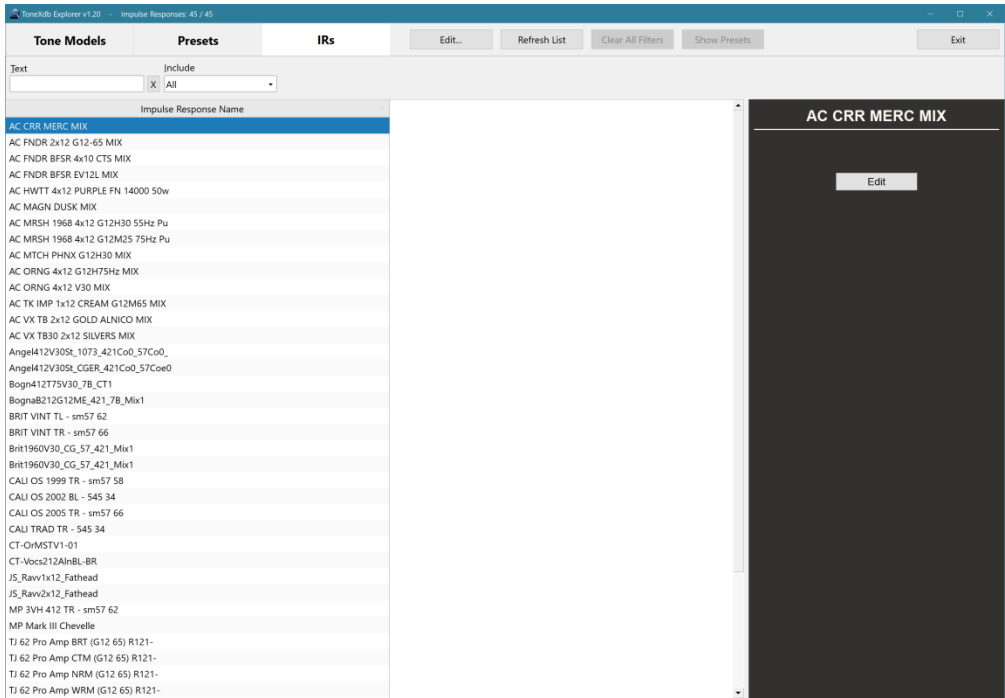 ToneXdb Explorer v1.20 - Impulse Responses: 45 / 45
Tone Models Presets IRs Edit... Refresh List Clear All Filters Show Presets Exit
Text Include
X All
Impulse Response Name
AC CRR MERC MIX
AC CRR MERC MIX
AC FNDR 2x12 G12-65 MIX
AC FNDR BFSR 4x10 CTS MIX
AC FNDR BFSR EV12L MIX
Edit
AC HWTT 4x12 PURPLE FN 14000 50w
AC MAGN DUSK MIX
AC MRSH 1968 4x12 G12H30 55Hz Pu
AC MRSH 1968 4x12 G12M25 75Hz Pu
AC MTCH PHNX G12H30 MIX
AC ORNG 4x12 G12H75Hz MIX
AC ORNG 4x12 V30 MIX
AC TK IMP 1x12 CREAM G12M65 MIX
AC VX TB 2x12 GOLD ALNICO MIX
AC VX TB30 2x12 SILVERS MIX
Angel412V30St_1073_421Co0_57Co0_
Angel412V30St_CGER_421Co0_57Coe0
Bogn412T75V30_7B_CT1
BognaB212G12ME_421_7B_Mix1
BRIT VINT TL - sm57 62
BRIT VINT TR - sm57 66
Brit1960V30_CG_57_421_Mix1
Brit1960V30_CG_57_421_Mix1
CALI OS 1999 TR - sm57 58
CALI OS 2002 BL - 545 34
CALI OS 2005 TR - sm57 66
CALI TRAD TR - 545 34
CT-OrMSTV1-01
CT-Vocs212AlnBL-BR
JS_Ravv1x12_Fathead
JS_Ravv2x12_Fathead
MP 3VH 412 TR - sm57 62
MP Mark III Chevelle
TJ 62 Pro Amp BRT (G12 65) R121-
TJ 62 Pro Amp CTM (G12 65) R121-
TJ 62 Pro Amp NRM (G12 65) R121-
TJ 62 Pro Amp WRM (G12 65) R121-